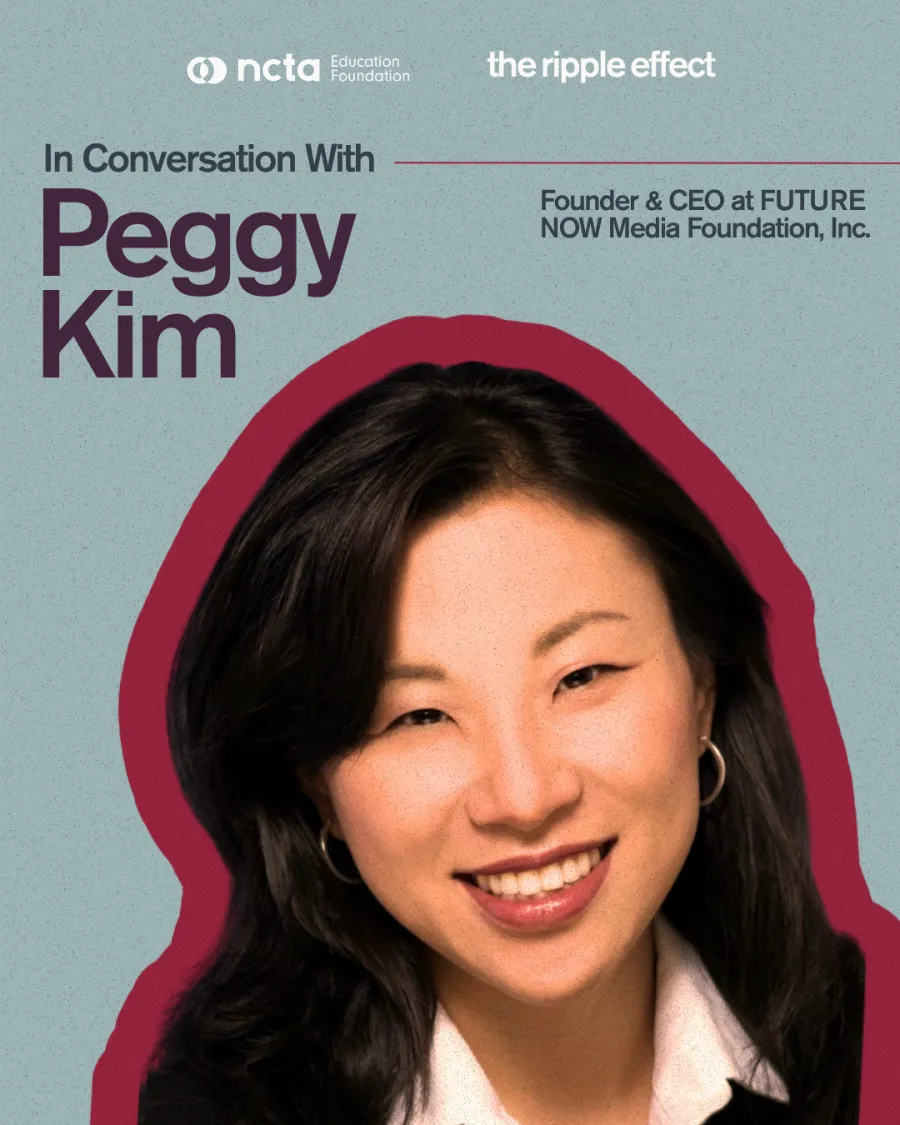 ncta Education
Foundation
the ripple effect
In Conversation With
Peggy
Kim
Founder & CEO at FUTURE
NOW Media Foundation, Inc.